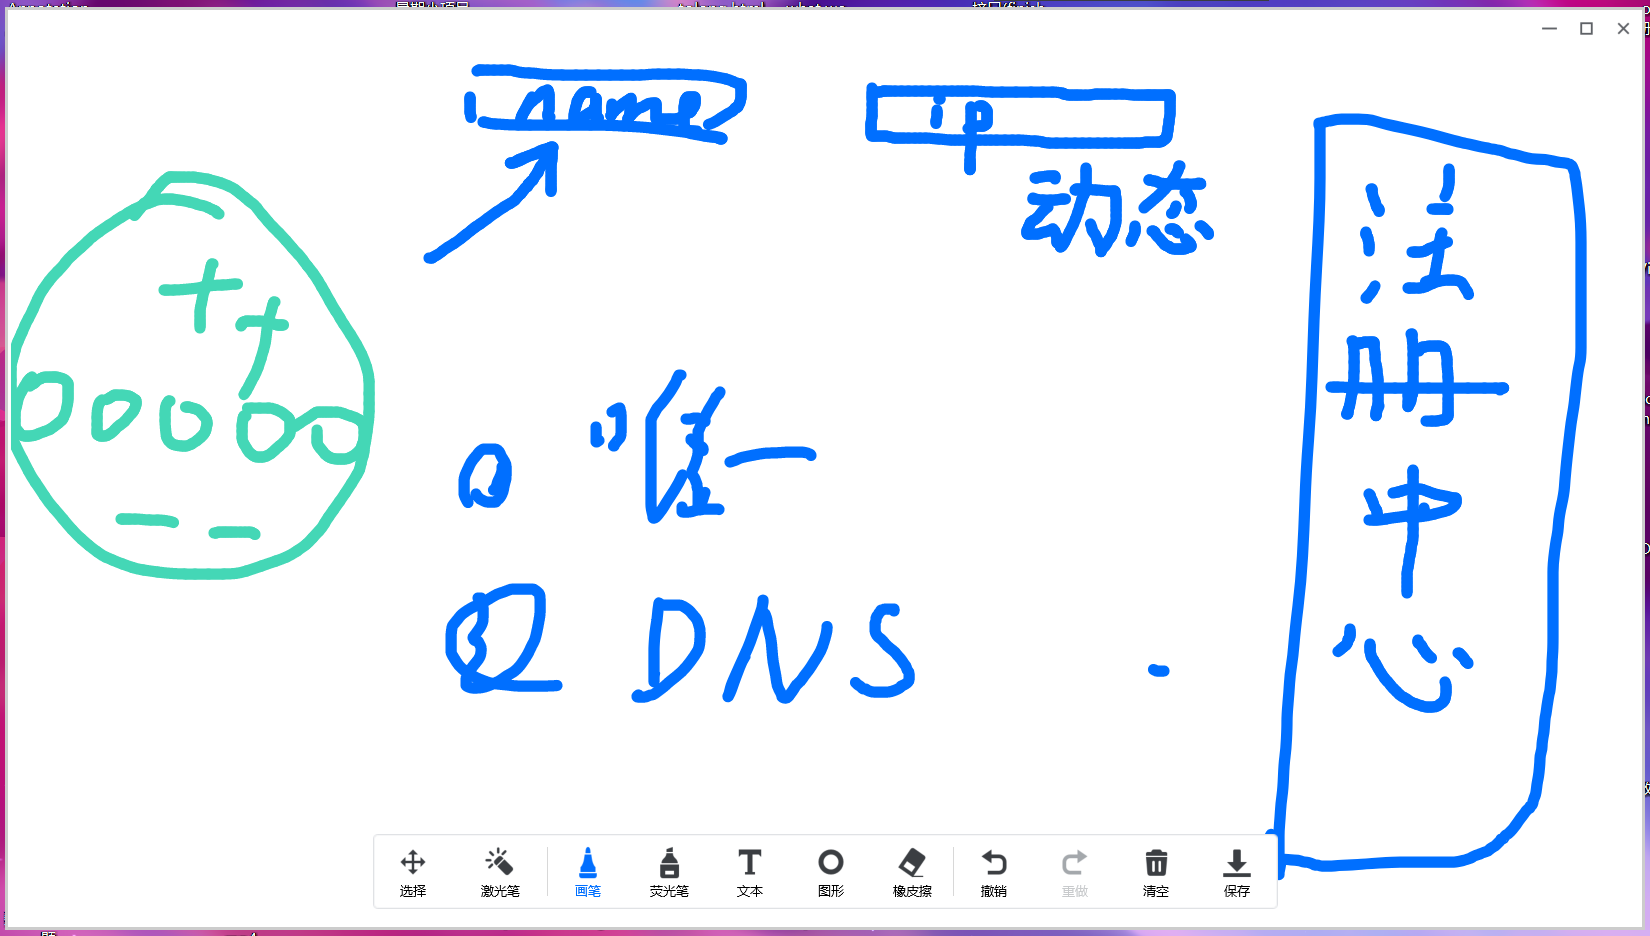 name
ip
动态
注册中心
++
00000
--
① 唯一
② DNS
选择 激光笔 画笔 荧光笔 文本 图形 橡皮擦 撤销 重做 清空 保存